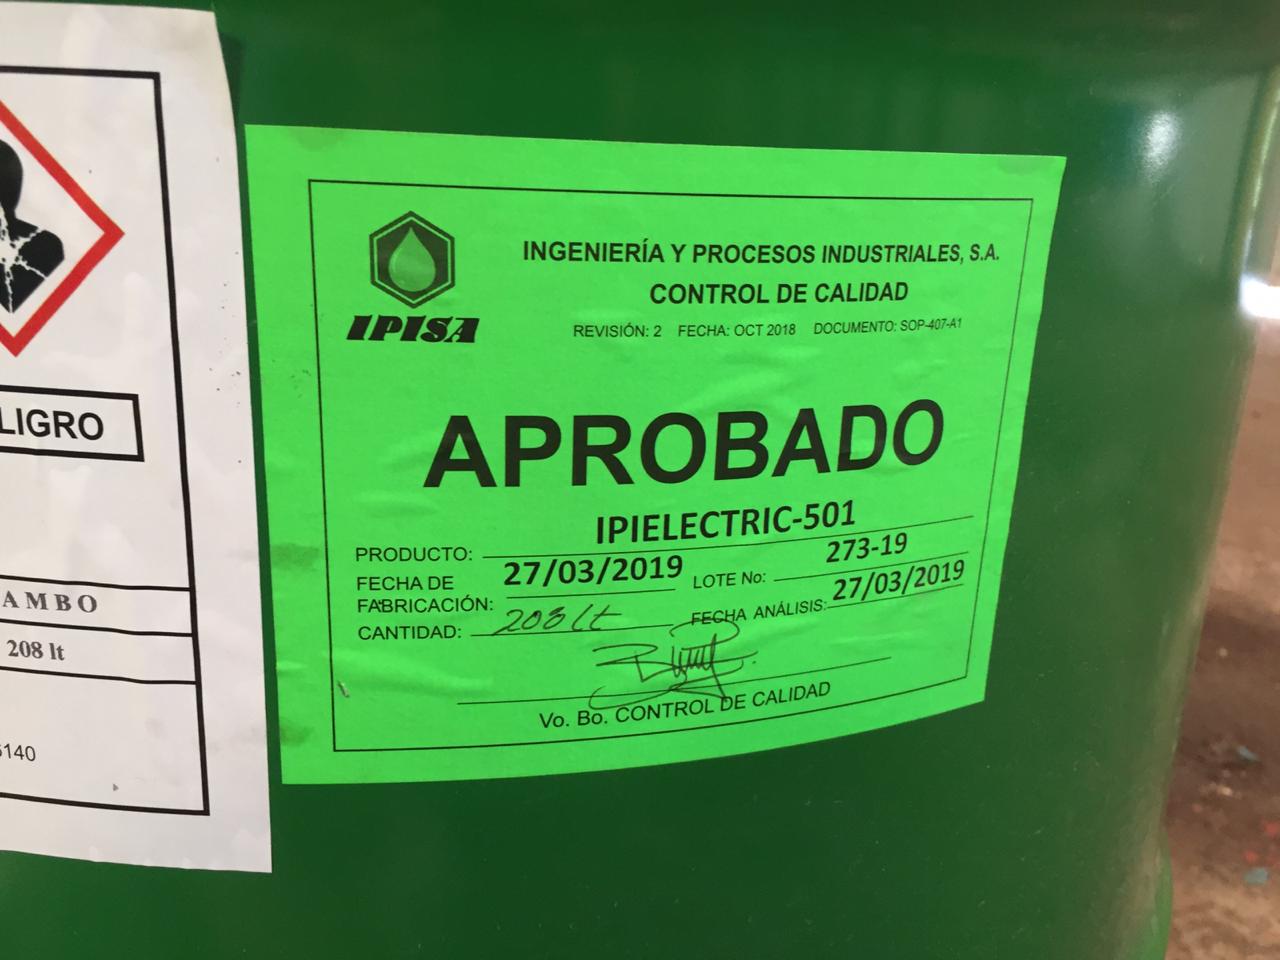 LIGRO
AMBO
208 lt
5140
IPISA
INGENIERÍA Y PROCESOS INDUSTRIALES, S.A.
CONTROL DE CALIDAD
REVISIÓN: 2 FECHA: OCT 2018 DOCUMENTO: SOP-407-A1
APROBADO
PRODUCTO: IPIELECTRIC-501
FECHA DE FABRICACIÓN: 27/03/2019 LOTE No: 273-19
CANTIDAD: 208 lt FECHA ANÁLISIS: 27/03/2019
Vo. Bo. CONTROL DE CALIDAD